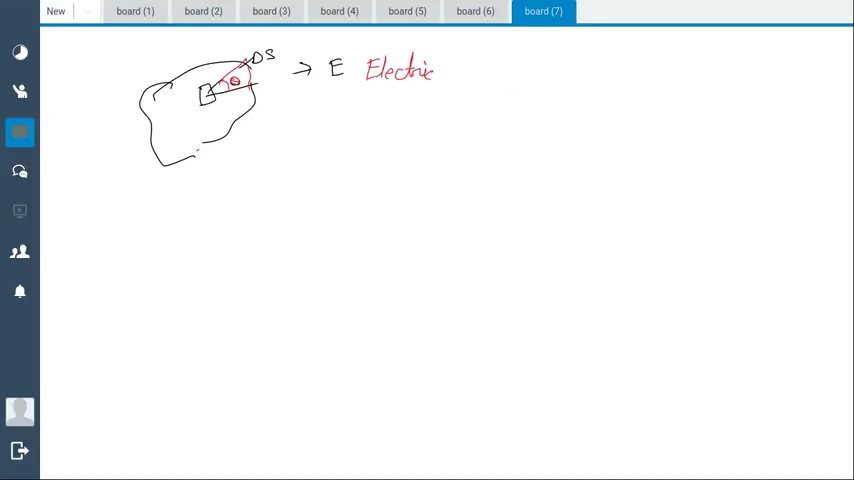 New board (1) board (2) board (3) board (4) board (5) board (6) board (7)
DS
θ → E Electric